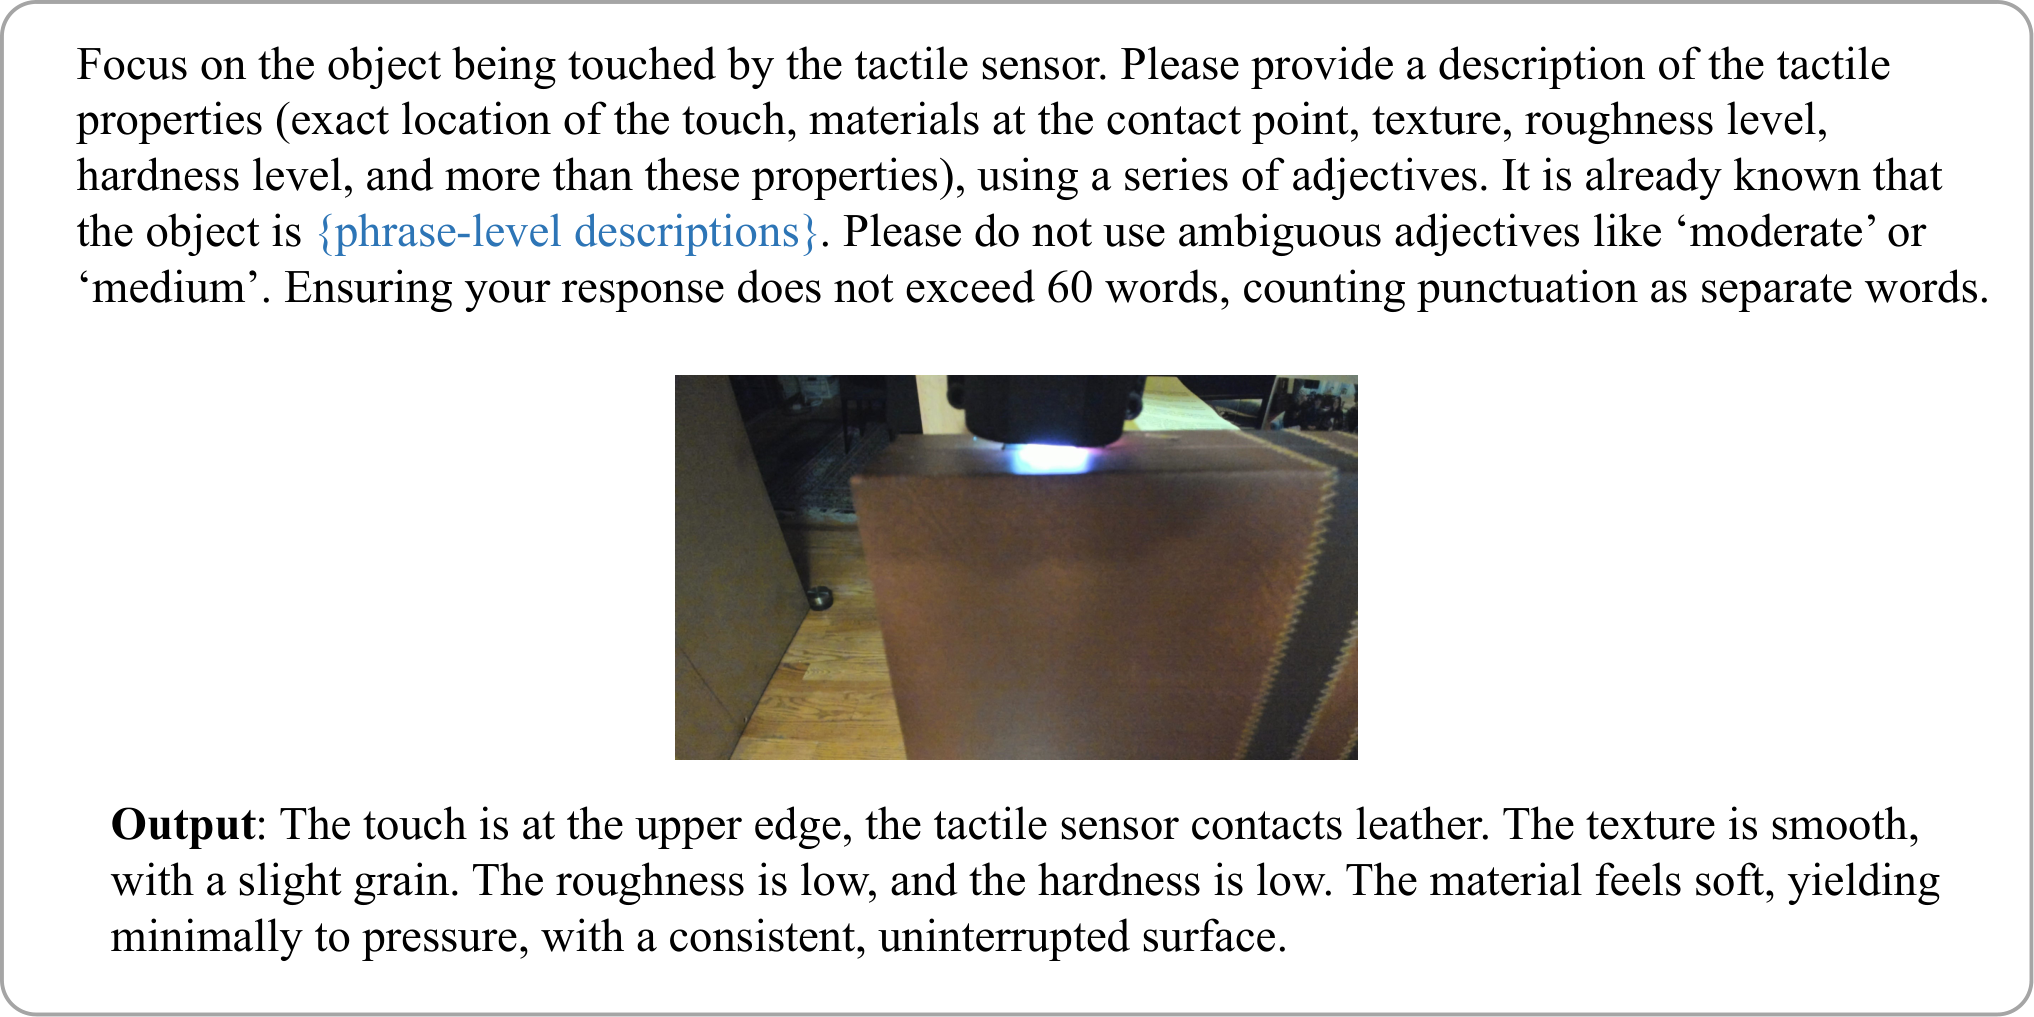 Focus on the object being touched by the tactile sensor. Please provide a description of the tactile
properties (exact location of the touch, materials at the contact point, texture, roughness level,
hardness level, and more than these properties), using a series of adjectives. It is already known that
the object is {phrase-level descriptions}. Please do not use ambiguous adjectives like ‘moderate’ or
‘medium’. Ensuring your response does not exceed 60 words, counting punctuation as separate words.
Output: The touch is at the upper edge, the tactile sensor contacts leather. The texture is smooth,
with a slight grain. The roughness is low, and the hardness is low. The material feels soft, yielding
minimally to pressure, with a consistent, uninterrupted surface.